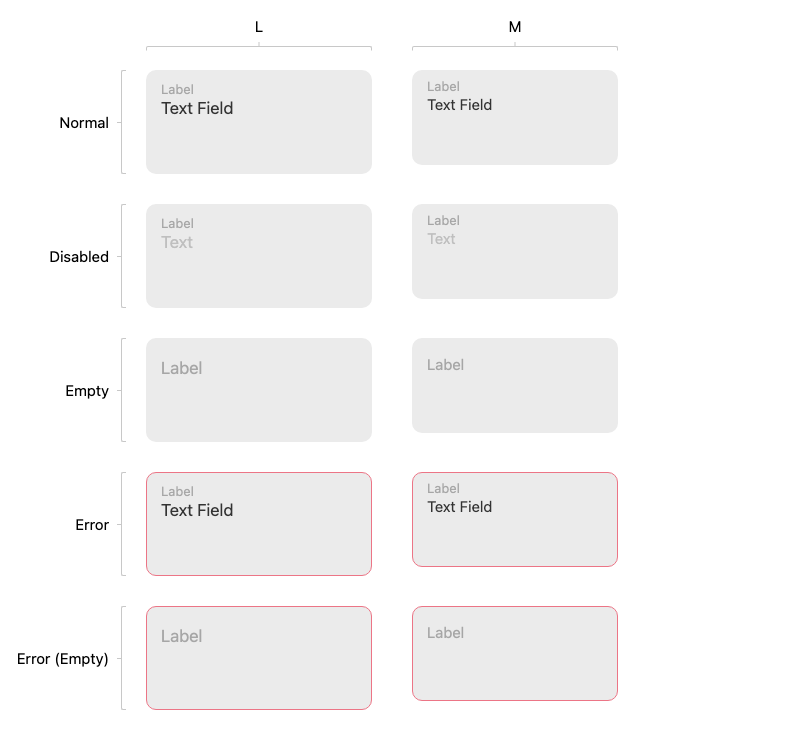 L
M
Normal
Label
Text Field
Label
Text Field
Disabled
Label
Text
Label
Text
Empty
Label
Label
Error
Label
Text Field
Label
Text Field
Error (Empty)
Label
Label